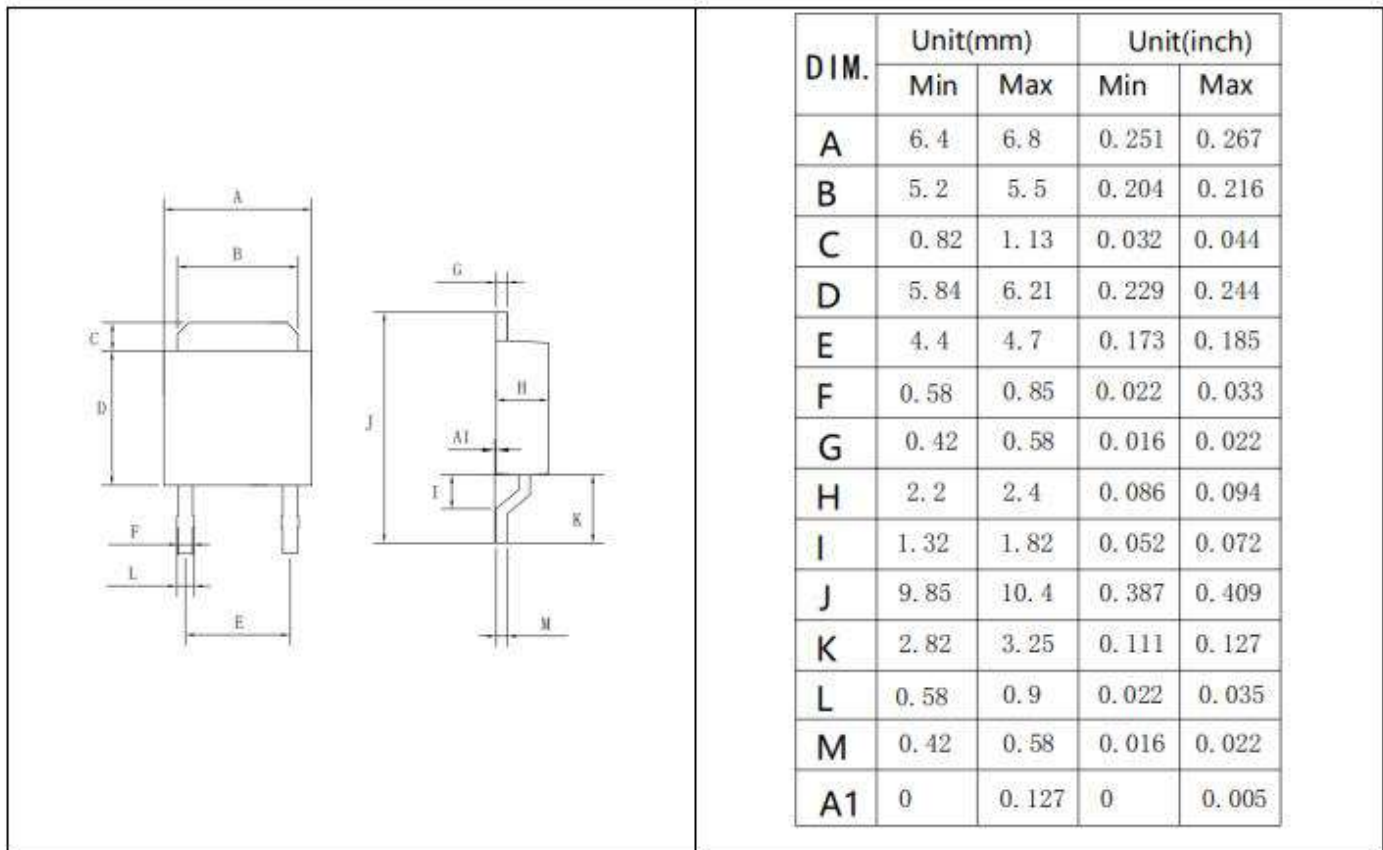 A
B
G
C
H
D
J
A1
I
K
F
L
E
M
DIM. Unit(mm) Unit(inch)
Min Max Min Max
A 6.4 6.8 0.251 0.267
B 5.2 5.5 0.204 0.216
C 0.82 1.13 0.032 0.044
D 5.84 6.21 0.229 0.244
E 4.4 4.7 0.173 0.185
F 0.58 0.85 0.022 0.033
G 0.42 0.58 0.016 0.022
H 2.2 2.4 0.086 0.094
I 1.32 1.82 0.052 0.072
J 9.85 10.4 0.387 0.409
K 2.82 3.25 0.111 0.127
L 0.58 0.9 0.022 0.035
M 0.42 0.58 0.016 0.022
A1 0 0.127 0 0.005